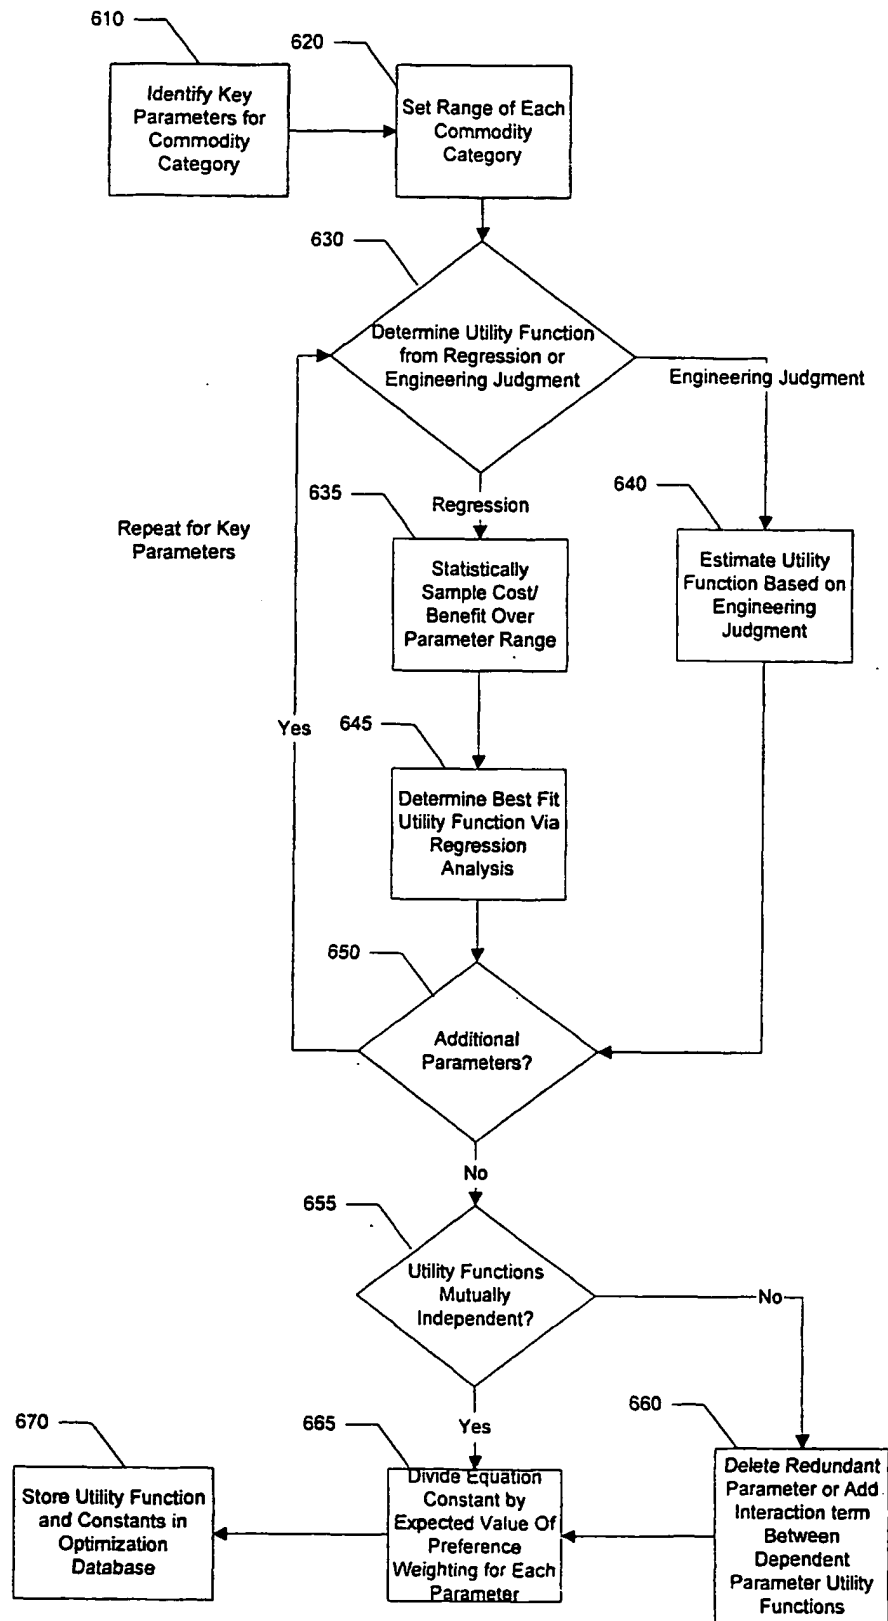 610
Identify Key
Parameters for
Commodity
Category
620
Set Range of Each
Commodity
Category
630
Determine Utility Function
from Regression or
Engineering Judgment
Engineering Judgment
Regression
635
Statistically
Sample Cost/
Benefit Over
Parameter Range
640
Estimate Utility
Function Based on
Engineering
Judgment
Repeat for Key
Parameters
Yes
645
Determine Best Fit
Utility Function Via
Regression
Analysis
650
Additional
Parameters?
No
655
Utility Functions
Mutually
Independent?
No
Yes
660
Delete Redundant
Parameter or Add
Interaction term
Between
Dependent
Parameter Utility
Functions
665
Divide Equation
Constant by
Expected Value Of
Preference
Weighting for Each
Parameter
670
Store Utility Function
and Constants in
Optimization
Database